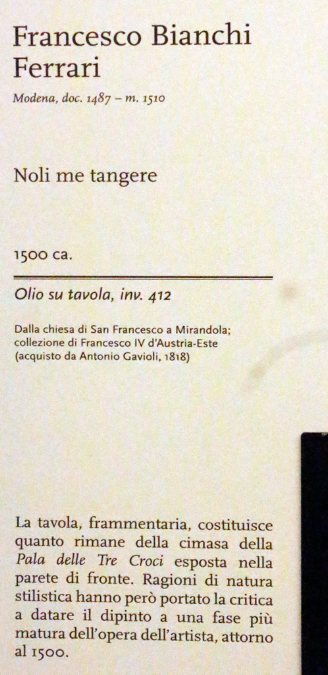 Francesco Bianchi
Ferrari
Modena, doc. 1487 – m. 1510
Noli me tangere
1500 ca.
Olio su tavola, inv. 412
Dalla chiesa di San Francesco a Mirandola;
collezione di Francesco IV d'Austria-Este
(acquisto da Antonio Gavioli, 1818)
La tavola, frammentaria, costituisce
quanto rimane della cimasa della
Pala delle Tre Croci esposta nella
parete di fronte. Ragioni di natura
stilistica hanno però portato la critica
a datare il dipinto a una fase più
matura dell'opera dell'artista, attorno
al 1500.